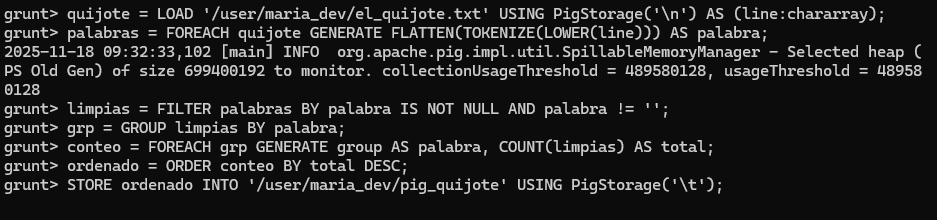 grunt> quijote = LOAD '/user/maria_dev/el_quijote.txt' USING PigStorage('\n') AS (line:chararray);
grunt> palabras = FOREACH quijote GENERATE FLATTEN(TOKENIZE(LOWER(line))) AS palabra;
2025-11-18 09:32:33,102 [main] INFO  org.apache.pig.impl.util.SpillableMemoryManager - Selected heap (
PS Old Gen) of size 699400192 to monitor. collectionUsageThreshold = 489580128, usageThreshold = 48958
0128
grunt> limpias = FILTER palabras BY palabra IS NOT NULL AND palabra != '';
grunt> grp = GROUP limpias BY palabra;
grunt> conteo = FOREACH grp GENERATE group AS palabra, COUNT(limpias) AS total;
grunt> ordenado = ORDER conteo BY total DESC;
grunt> STORE ordenado INTO '/user/maria_dev/pig_quijote' USING PigStorage('\t');